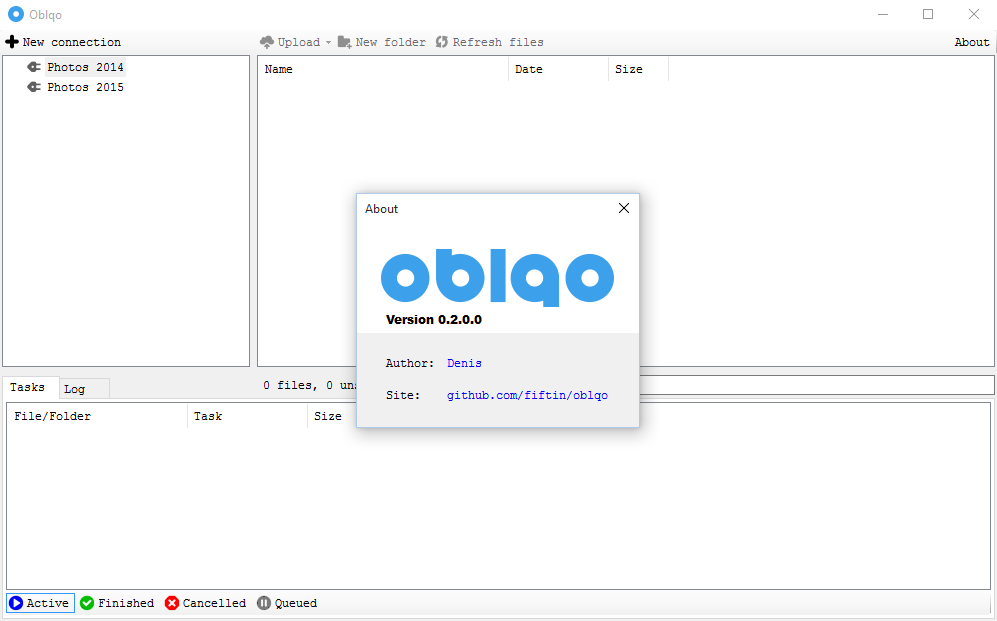 Oblqo
New connection
Upload
New folder
Refresh files
About
Photos 2014
Photos 2015
Name
Date
Size
About
oblqo
Version 0.2.0.0
Author: Denis
Site: github.com/fiftin/oblqo
Tasks
Log
0 files, 0
File/Folder
Task
Size
Active
Finished
Cancelled
Queued